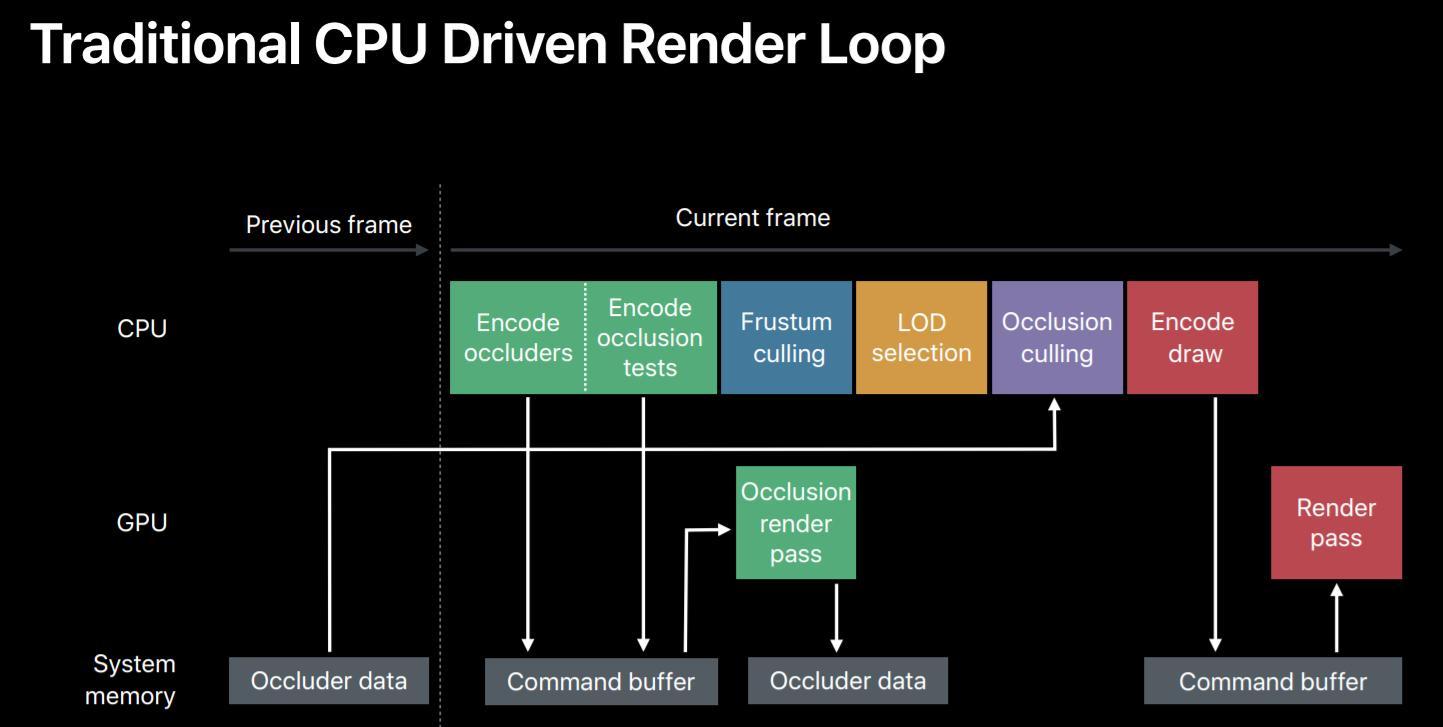 Traditional CPU Driven Render Loop
Previous frame
Current frame
CPU
Encode
occluders
Encode
occlusion
tests
Frustum
culling
LOD
selection
Occlusion
culling
Encode
draw
GPU
Occlusion
render
pass
Render
pass
System
memory
Occluder data
Command buffer
Occluder data
Command buffer